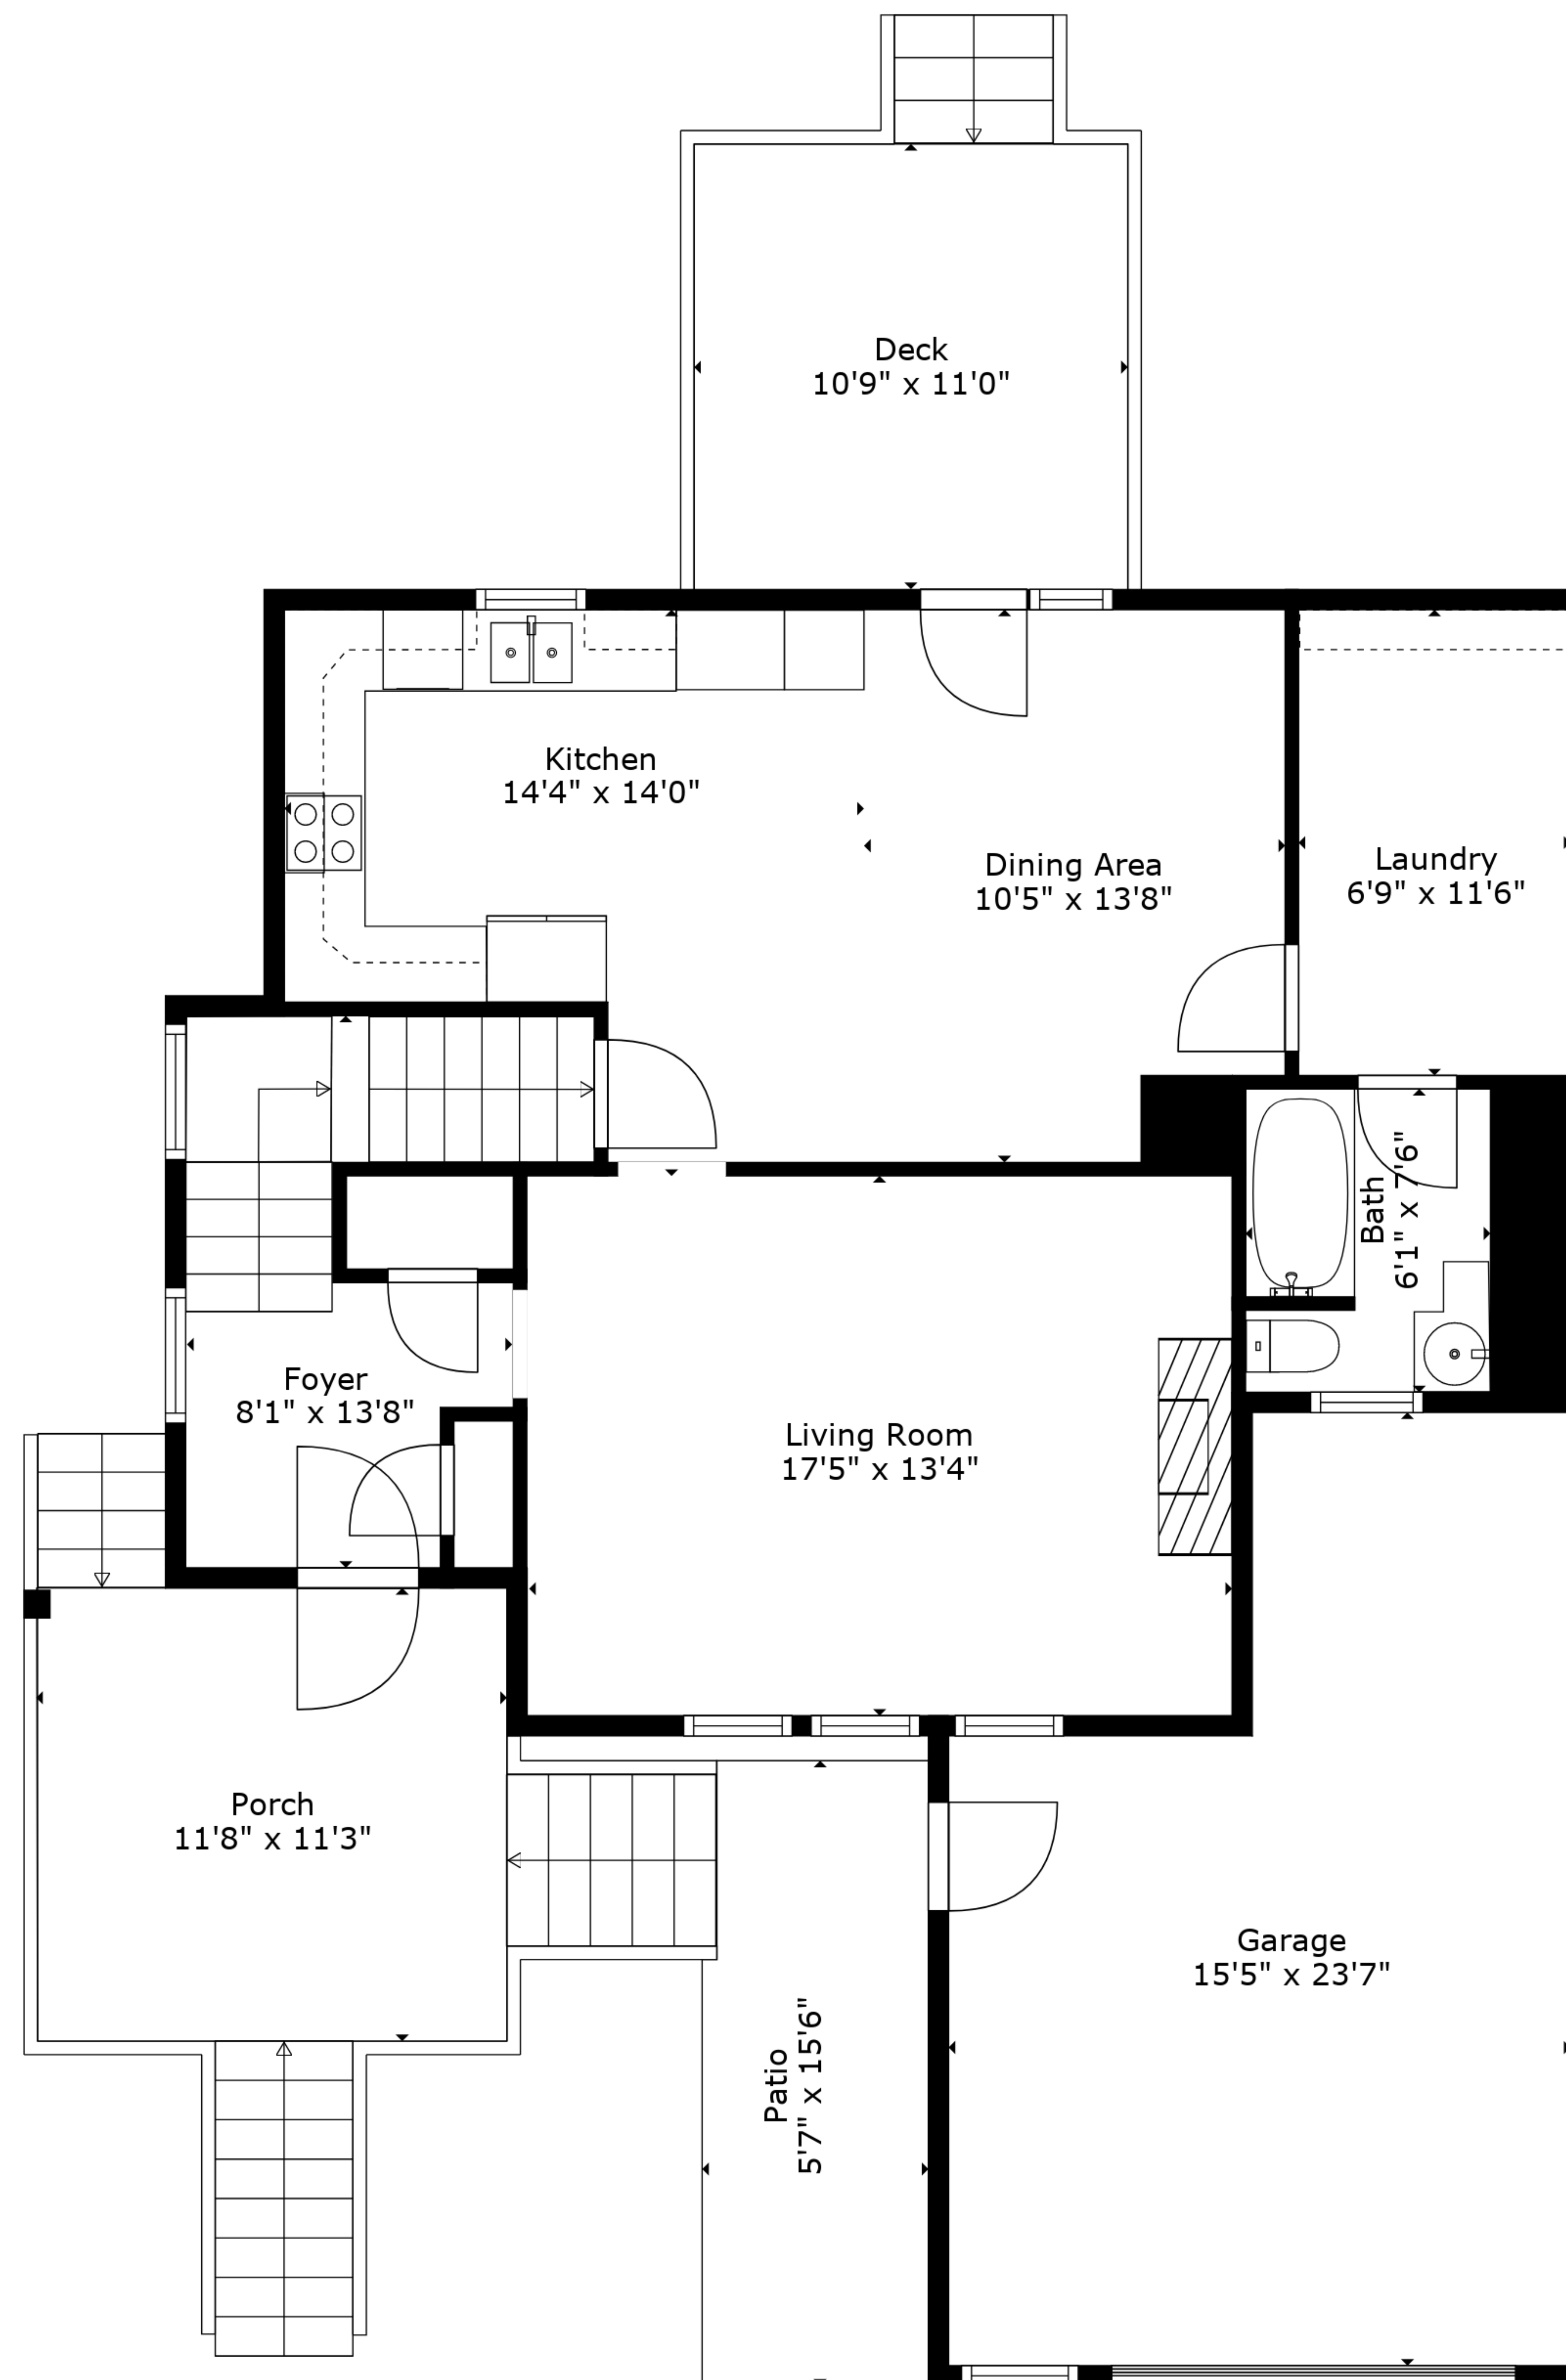 Deck
10'9" x 11'0"
Kitchen
14'4" x 14'0"
Dining Area
10'5" x 13'8"
Laundry
6'9" x 11'6"
Bath
6'1" x 7'6"
Foyer
8'1" x 13'8"
Living Room
17'5" x 13'4"
Porch
11'8" x 11'3"
Garage
15'5" x 23'7"
Patio
5'7" x 15'6"